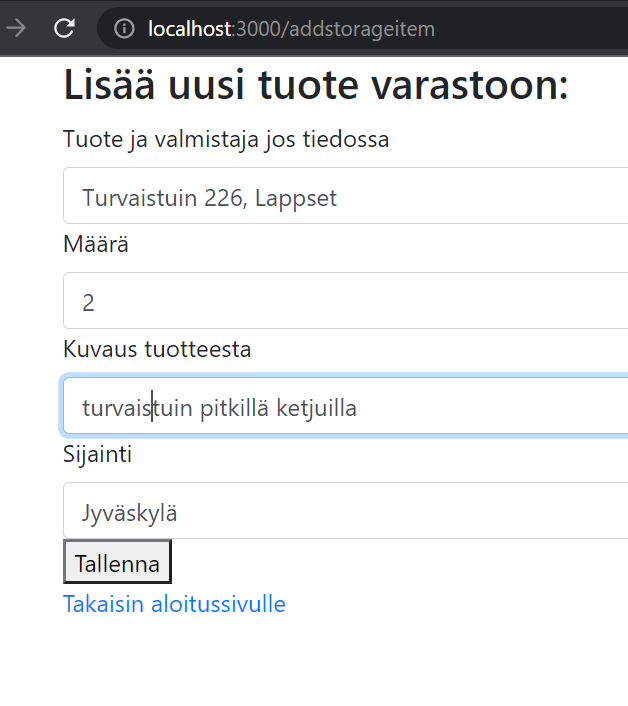 localhost:3000/addstorageitem
Lisää uusi tuote varastoon:
Tuote ja valmistaja jos tiedossa
Turvaistuin 226, Lappset
Määrä
2
Kuvaus tuotteesta
turvaistuin pitkillä ketjuilla
Sijainti
Jyväskylä
Tallenna
Takaisin aloitussivulle